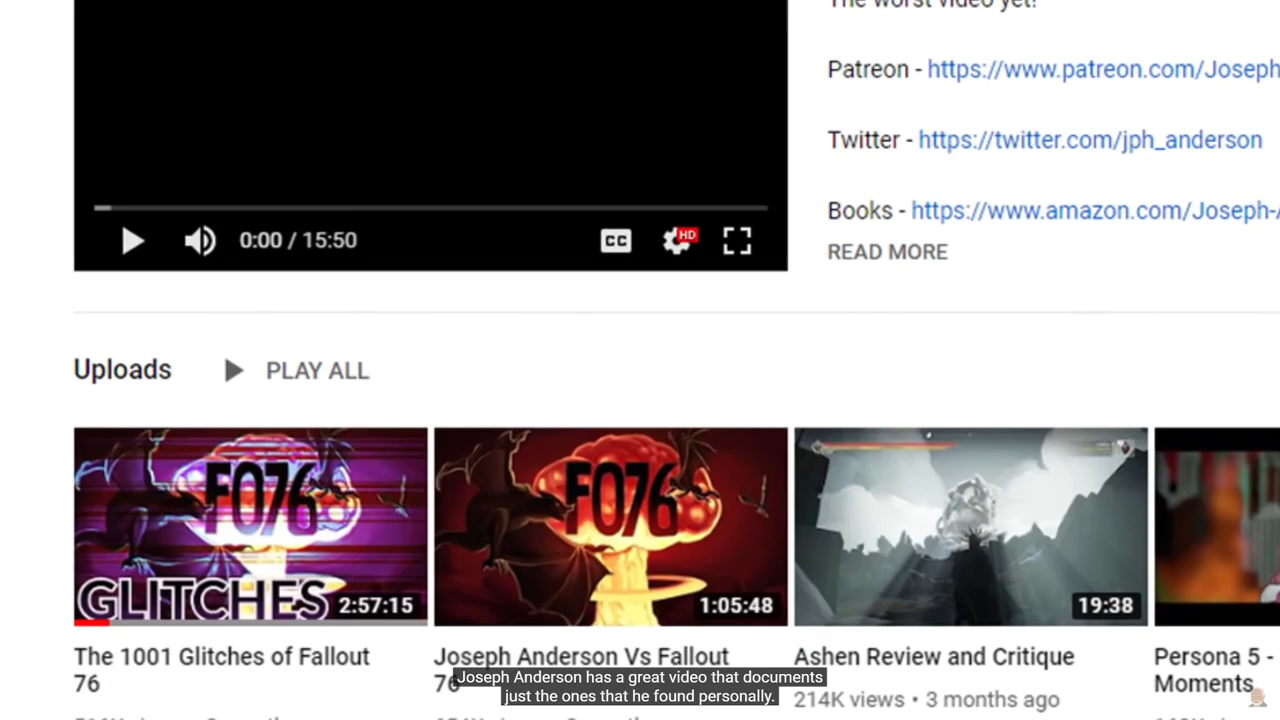 The worst video yet!
Patreon - https://www.patreon.com/Joseph
Twitter - https://twitter.com/jph_anderson
Books - https://www.amazon.com/Joseph-
READ MORE
0:00 / 15:50
CC
HD
Uploads
PLAY ALL
FO76
GLITCHES
2:57:15
FO76
1:05:48
19:38
The 1001 Glitches of Fallout
76
Joseph Anderson Vs Fallout
76
Ashen Review and Critique
214K views • 3 months ago
Persona 5 -
Moments
Joseph Anderson has a great video that documents
just the ones that he found personally.